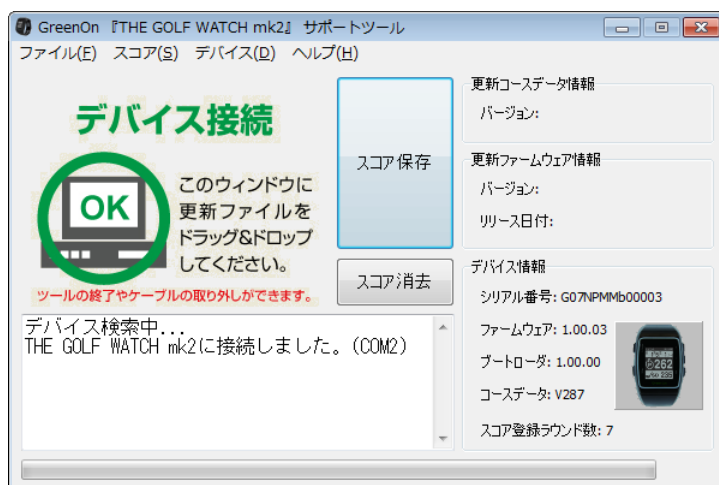 GreenOn 『THE GOLF WATCH mk2』 サポートツール
ファイル(F) スコア(S) デバイス(D) ヘルプ(H)
デバイス接続
OK
このウィンドウに
更新ファイルを
ドラッグ&ドロップ
してください。
ツールの終了やケーブルの取り外しができます。
スコア保存
スコア消去
更新コースデータ情報
バージョン:
更新ファームウェア情報
バージョン:
リリース日付:
デバイス情報
シリアル番号: G07NPMMb00003
ファームウェア: 1.00.03
ブートローダ: 1.00.00
コースデータ: V287
スコア登録ラウンド数: 7
262
デバイス検索中...
THE GOLF WATCH mk2に接続しました。(COM2)